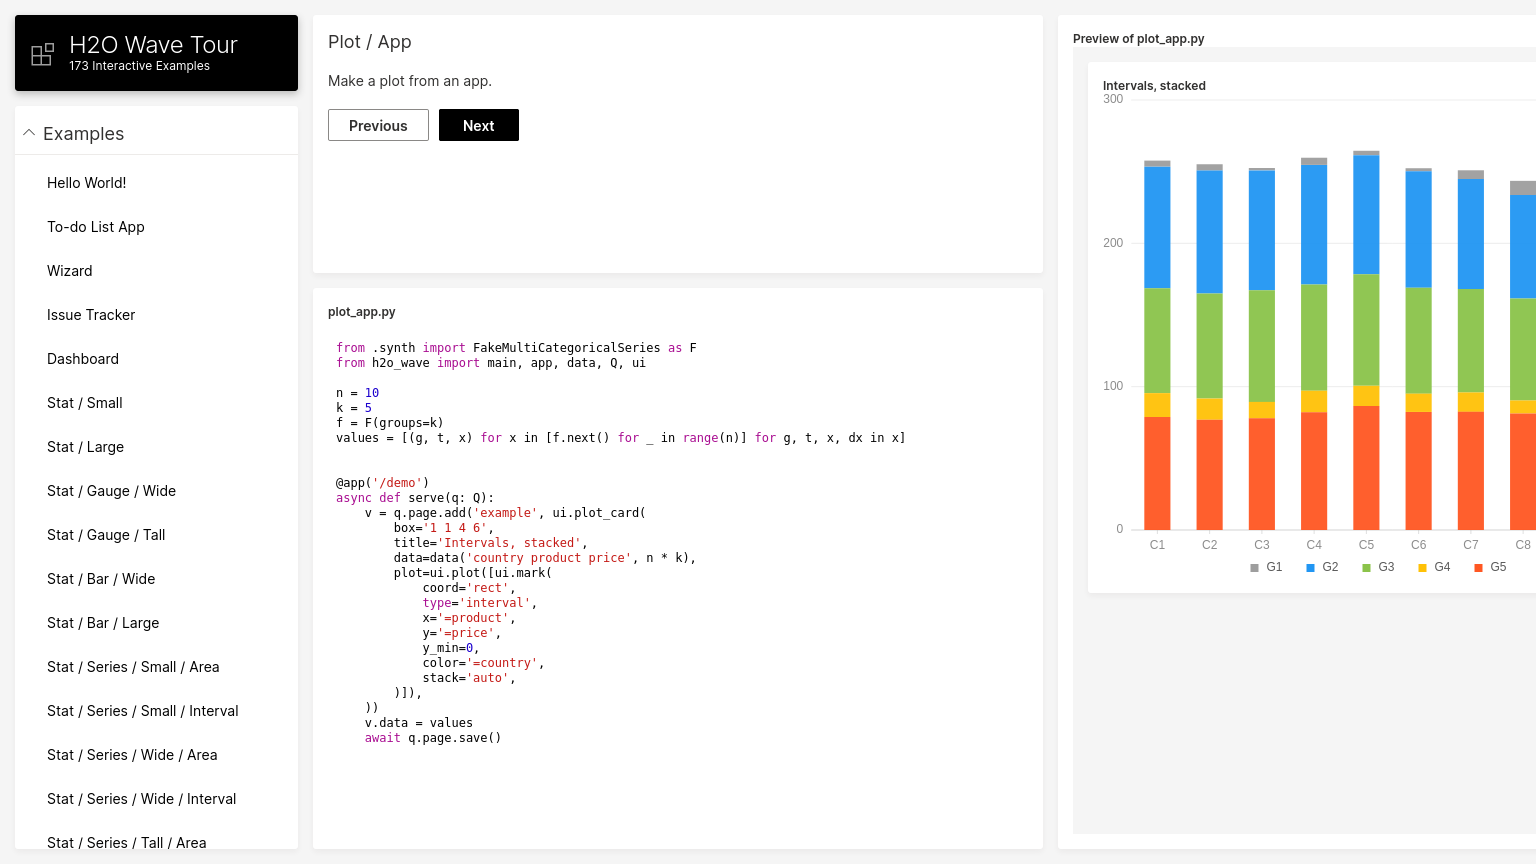 H2O Wave Tour
173 Interactive Examples
Examples
Hello World!
To-do List App
Wizard
Issue Tracker
Dashboard
Stat / Small
Stat / Large
Stat / Gauge / Wide
Stat / Gauge / Tall
Stat / Bar / Wide
Stat / Bar / Large
Stat / Series / Small / Area
Stat / Series / Small / Interval
Stat / Series / Wide / Area
Stat / Series / Wide / Interval
Stat / Series / Tall / Area
Plot / App
Make a plot from an app.
Previous Next
plot_app.py
from .synth import FakeMultiCategoricalSeries as F
from h2o_wave import main, app, data, Q, ui
n = 10
k = 5
f = F(groups=k)
values = [(g, t, x) for x in [f.next() for _ in range(n)] for g, t, x, dx in x]
@app('/demo')
async def serve(q: Q):
    v = q.page.add('example', ui.plot_card(
        box='1 1 4 6',
        title='Intervals, stacked',
        data=data('country product price', n * k),
        plot=ui.plot([ui.mark(
            coord='rect',
            type='interval',
            x='=product',
            y='=price',
            y_min=0,
            color='=country',
            stack='auto',
        )]),
    ))
    v.data = values
    await q.page.save()
Preview of plot_app.py
Intervals, stacked
300
200
100
0
C1 C2 C3 C4 C5 C6 C7 C8
G1 G2 G3 G4 G5